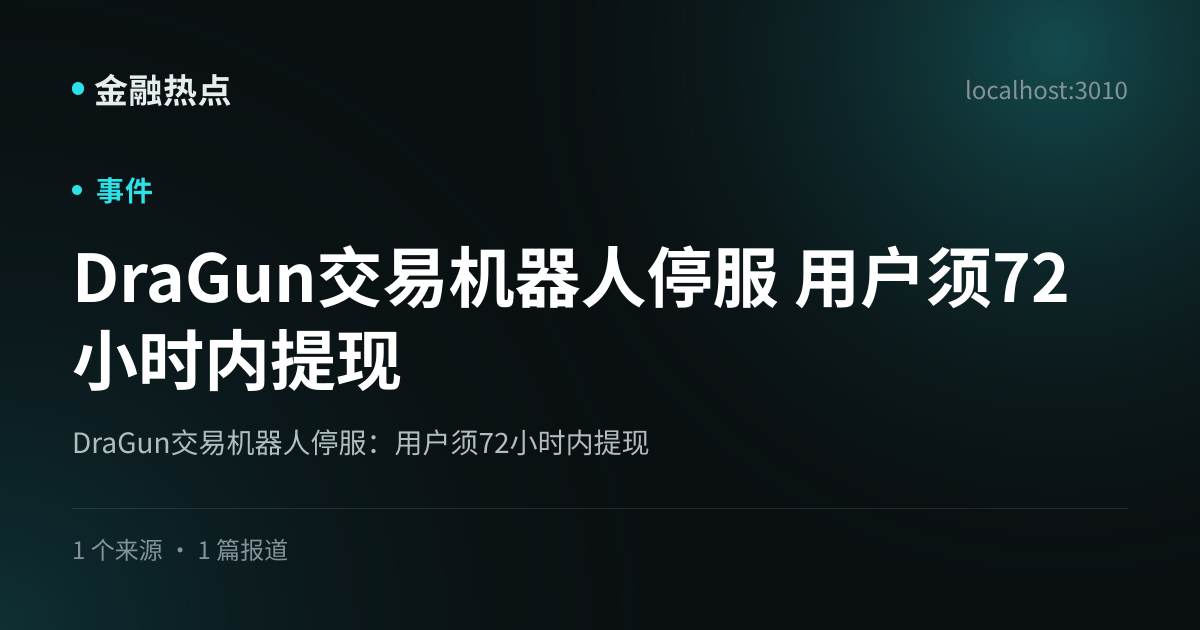 金融热点
localhost:3010
事件
DraGun交易机器人停服 用户须72
小时内提现
DraGun交易机器人停服：用户须72小时内提现
1 个来源 · 1 篇报道